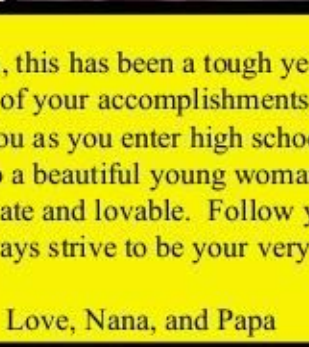 , this has been a tough ye
of your accomplishments
ou as you enter high scho
o a beautiful young woma
ate and lovable. Follow y
ays strive to be your very
Love, Nana, and Papa